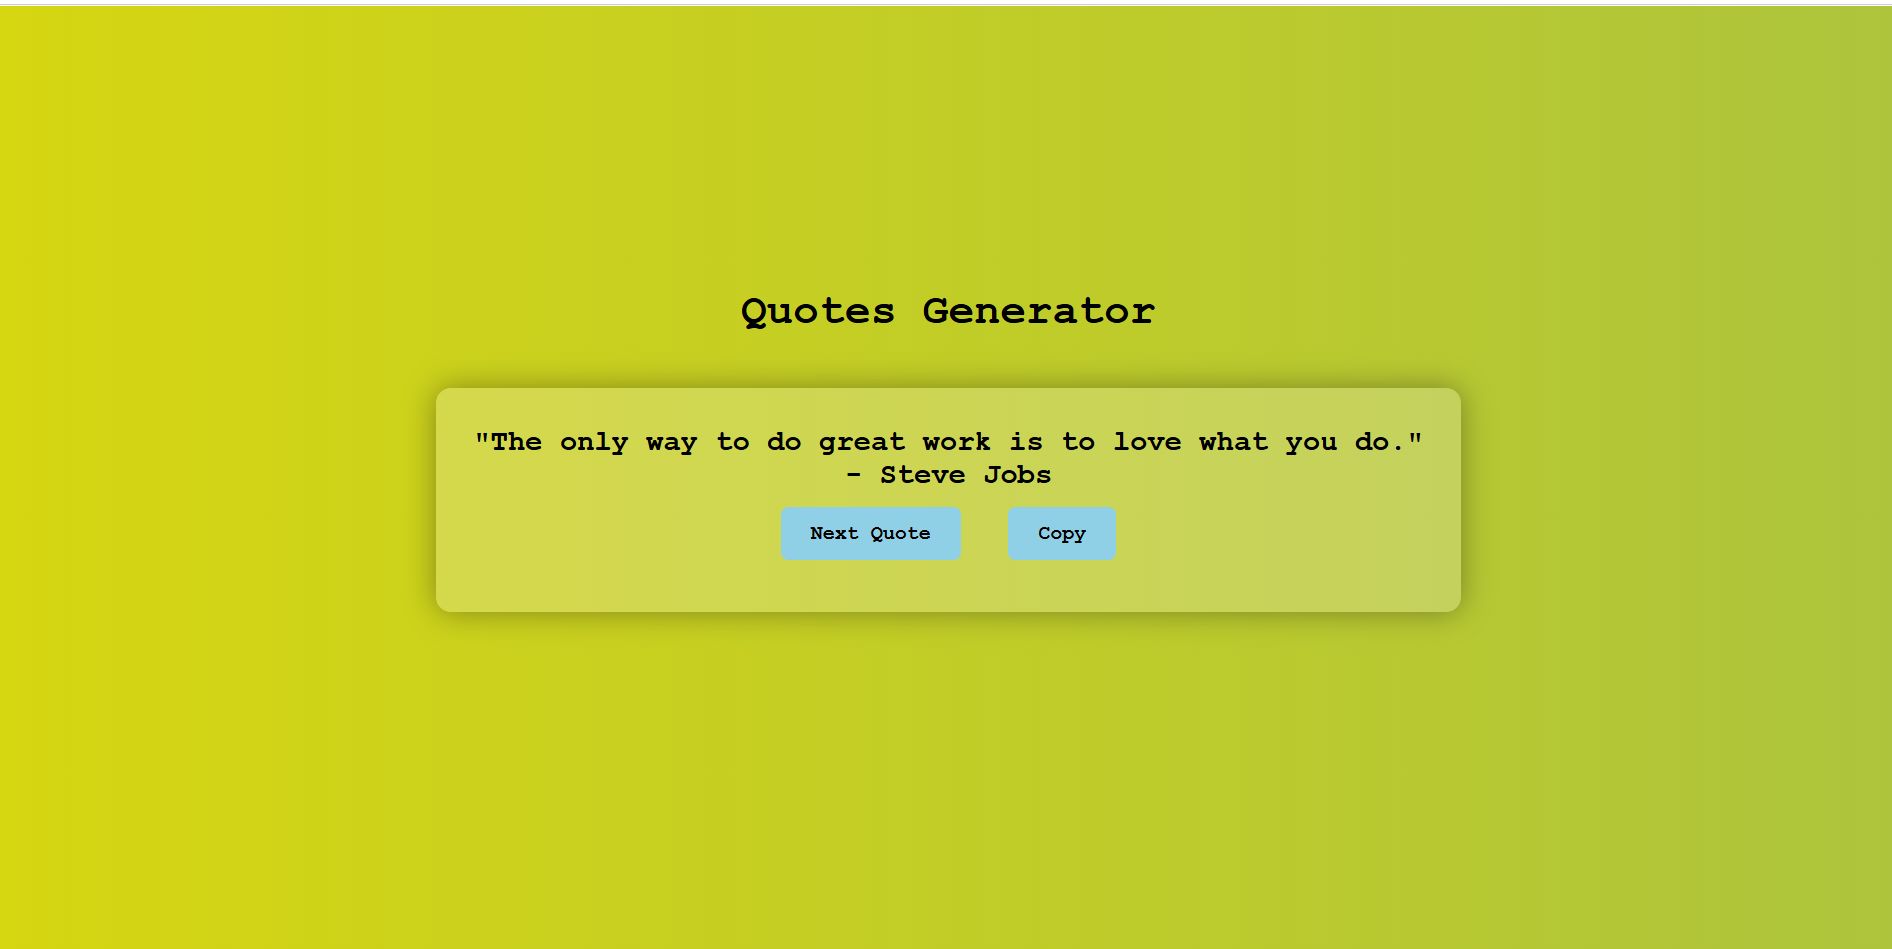 Quotes Generator
"The only way to do great work is to love what you do."
- Steve Jobs
Next Quote
Copy